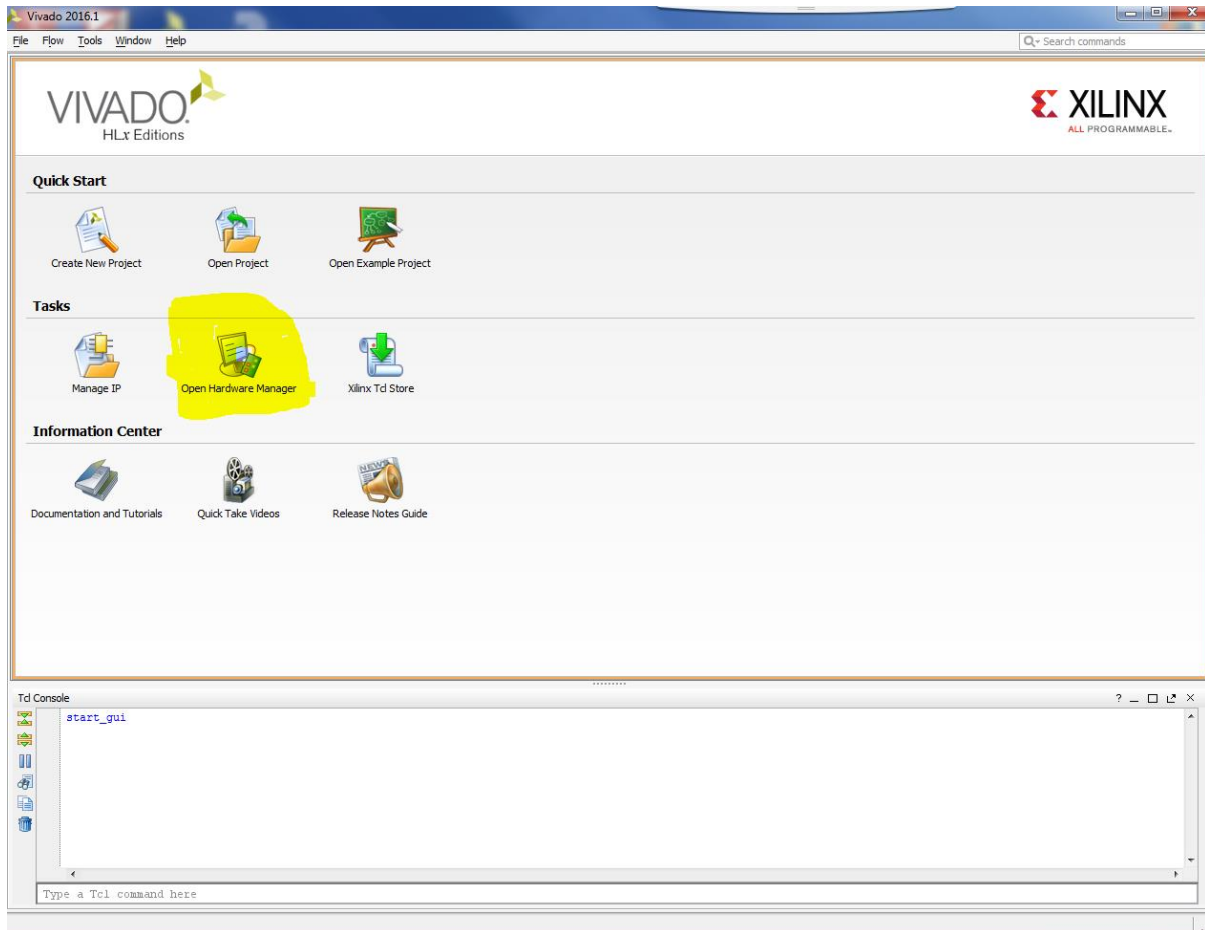 Vivado 2016.1
File Flow Tools Window Help
Search commands
VIVADO.
HLx Editions
XILINX
ALL PROGRAMMABLE™
Quick Start
Create New Project Open Project Open Example Project
Tasks
Manage IP Open Hardware Manager Xilinx Tcl Store
Information Center
Documentation and Tutorials Quick Take Videos Release Notes Guide
Tcl Console
start_gui
Type a Tcl command here